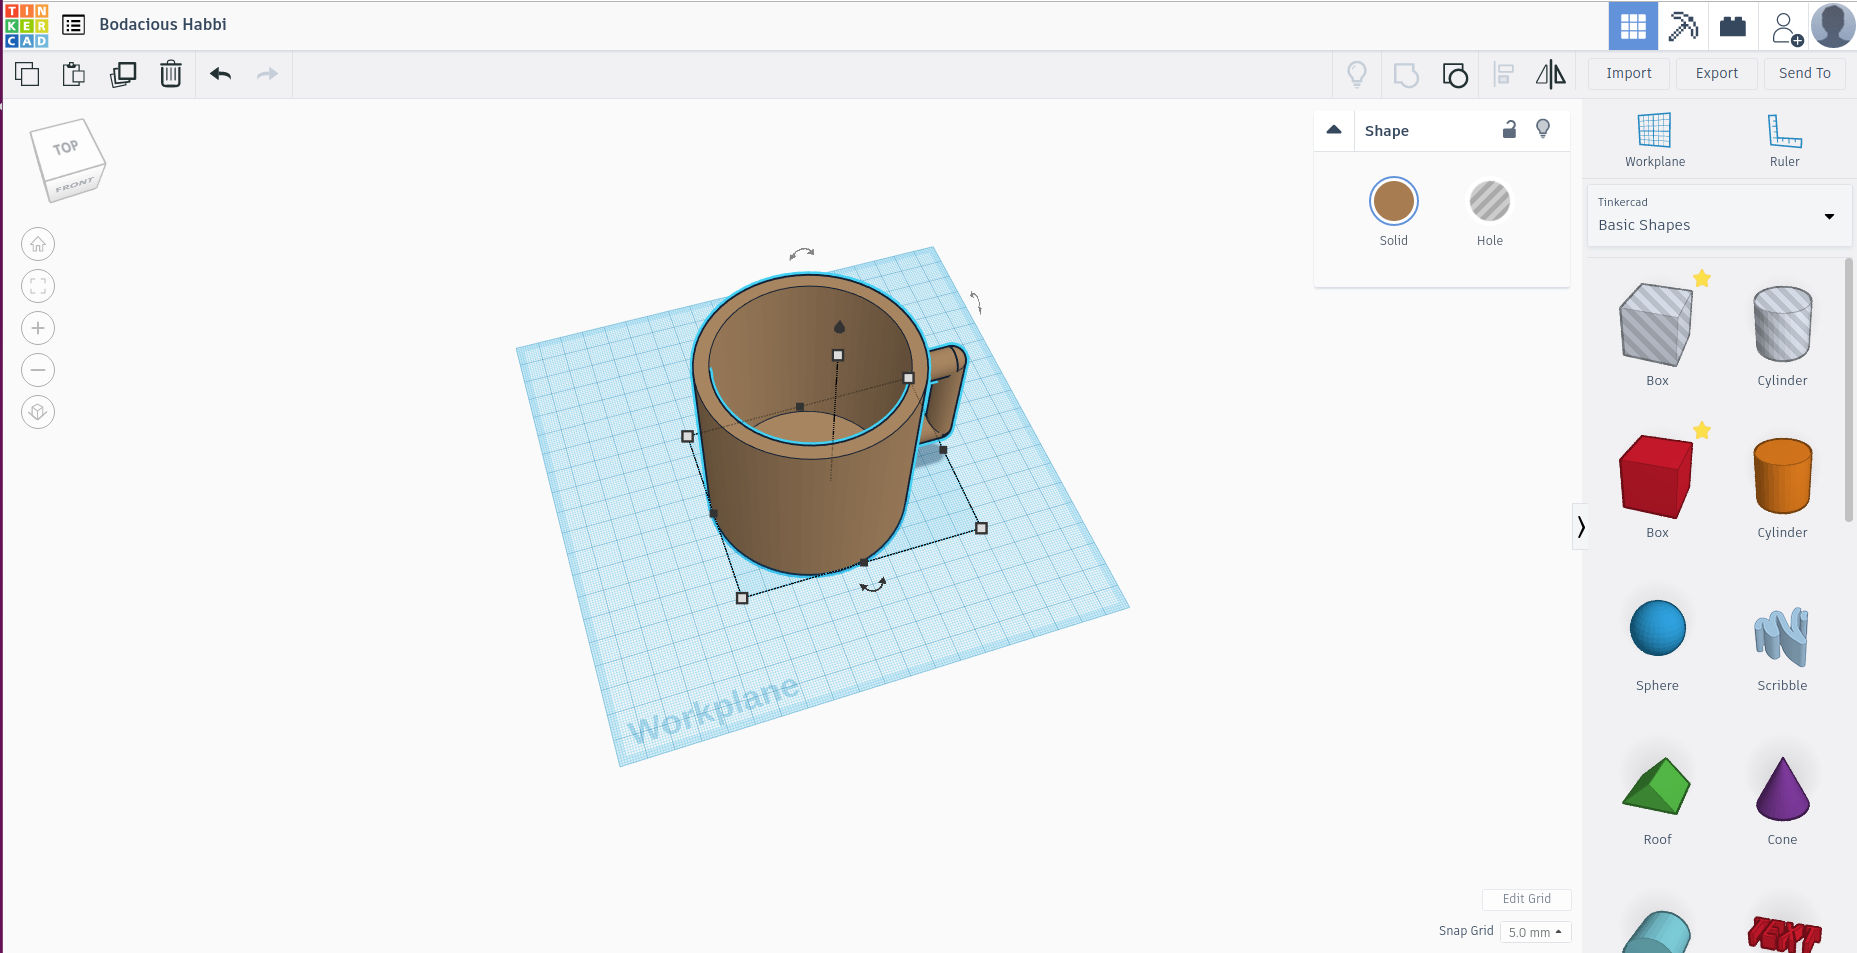 TIN
KER
CAD
Bodacious Habbi
Import
Export
Send To
TOP
FRONT
Shape
Solid
Hole
Workplane
Ruler
Tinkercad
Basic Shapes
Box
Cylinder
Box
Cylinder
Sphere
Scribble
Roof
Cone
TEXT
Workplane
Edit Grid
Snap Grid
5.0 mm